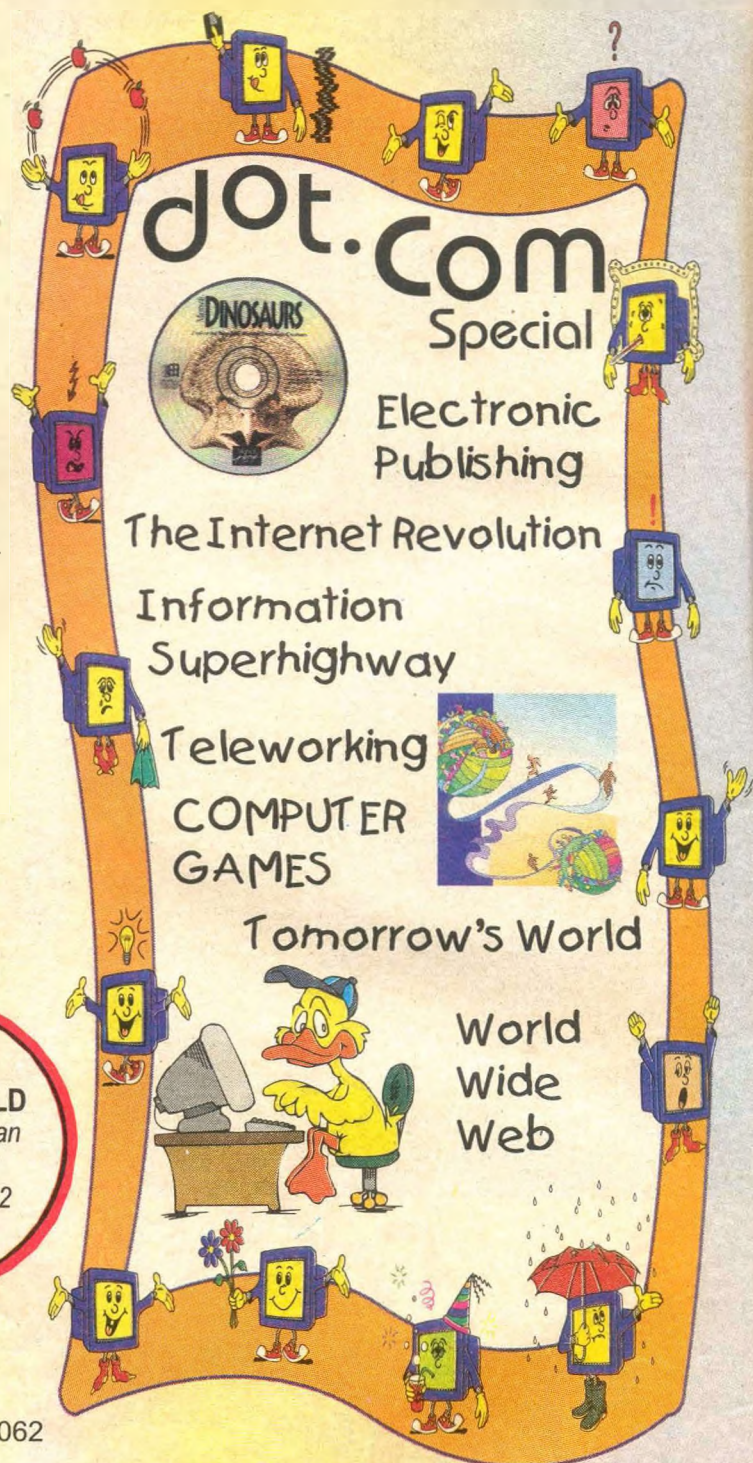 ?
dot.com
Special
DINOSAURS
Electronic
Publishing
!
The Internet Revolution
Information
Superhighway
Teleworking
COMPUTER
GAMES
Tomorrow's World
World
Wide
Web
LD
an
2
062